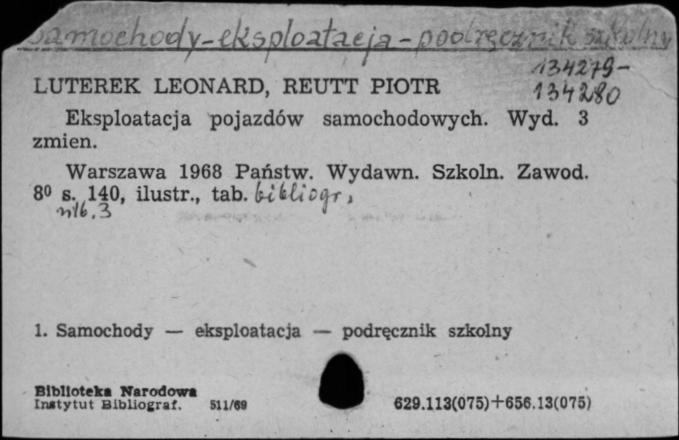 Samochody - eksploatacja - podręcznik szkolny
134279-
134280
LUTEREK LEONARD, REUTT PIOTR
Eksploatacja pojazdów samochodowych. Wyd. 3
zmien.
Warszawa 1968 Państw. Wydawn. Szkoln. Zawod.
8⁰ s. 140, ilustr., tab. bibliogr,
nlb. 3
1. Samochody — eksploatacja — podręcznik szkolny
Biblioteka Narodowa
Instytut Bibliograf. 511/69
629.113(075)+656.13(075)